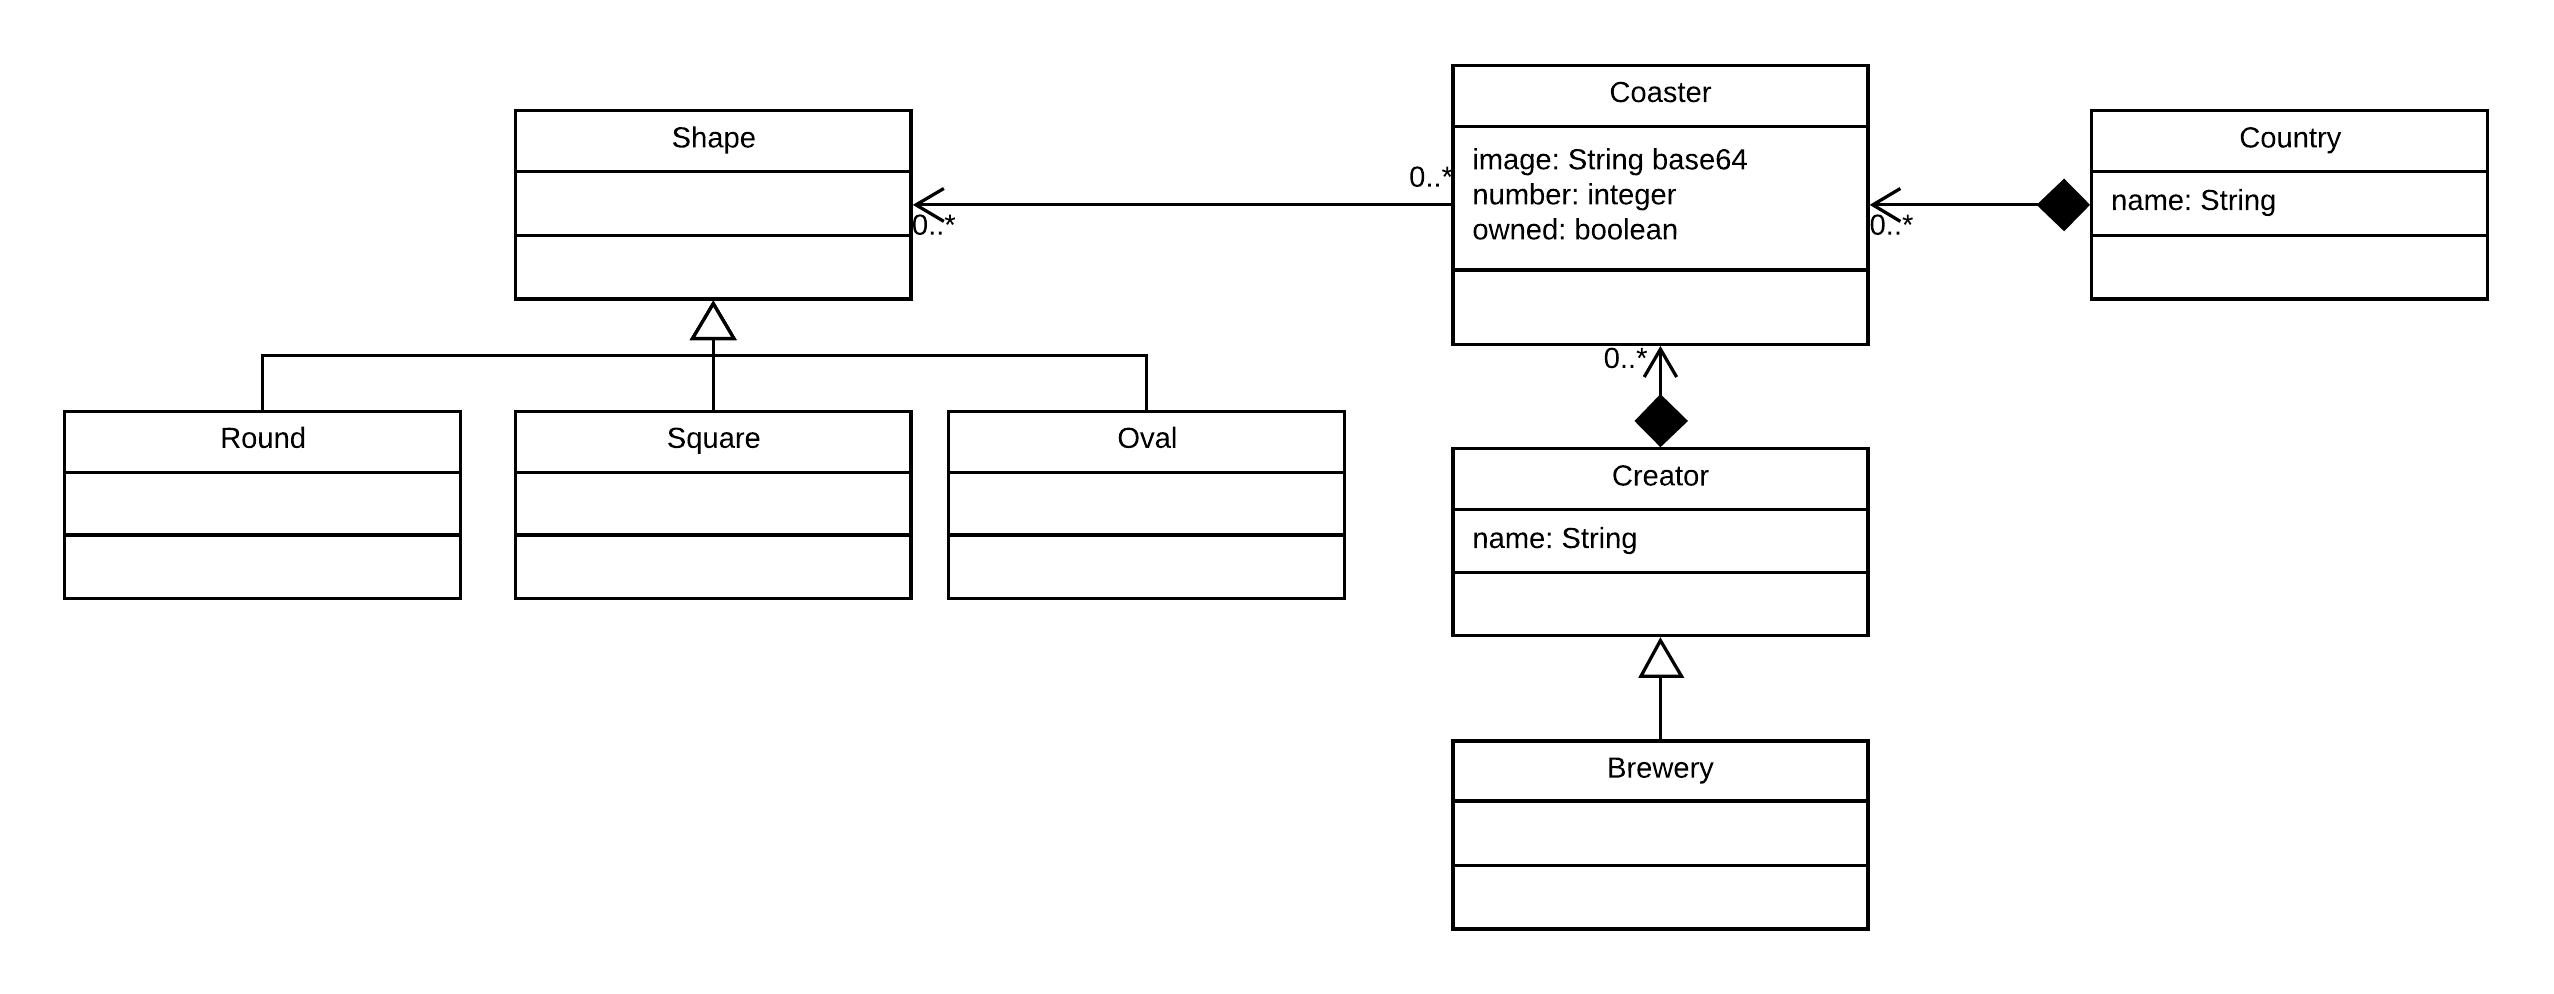 Shape
0..*
0..*
Coaster
image: String base64
number: integer
owned: boolean
0..*
Country
name: String
Round
Square
Oval
0..*
Creator
name: String
Brewery